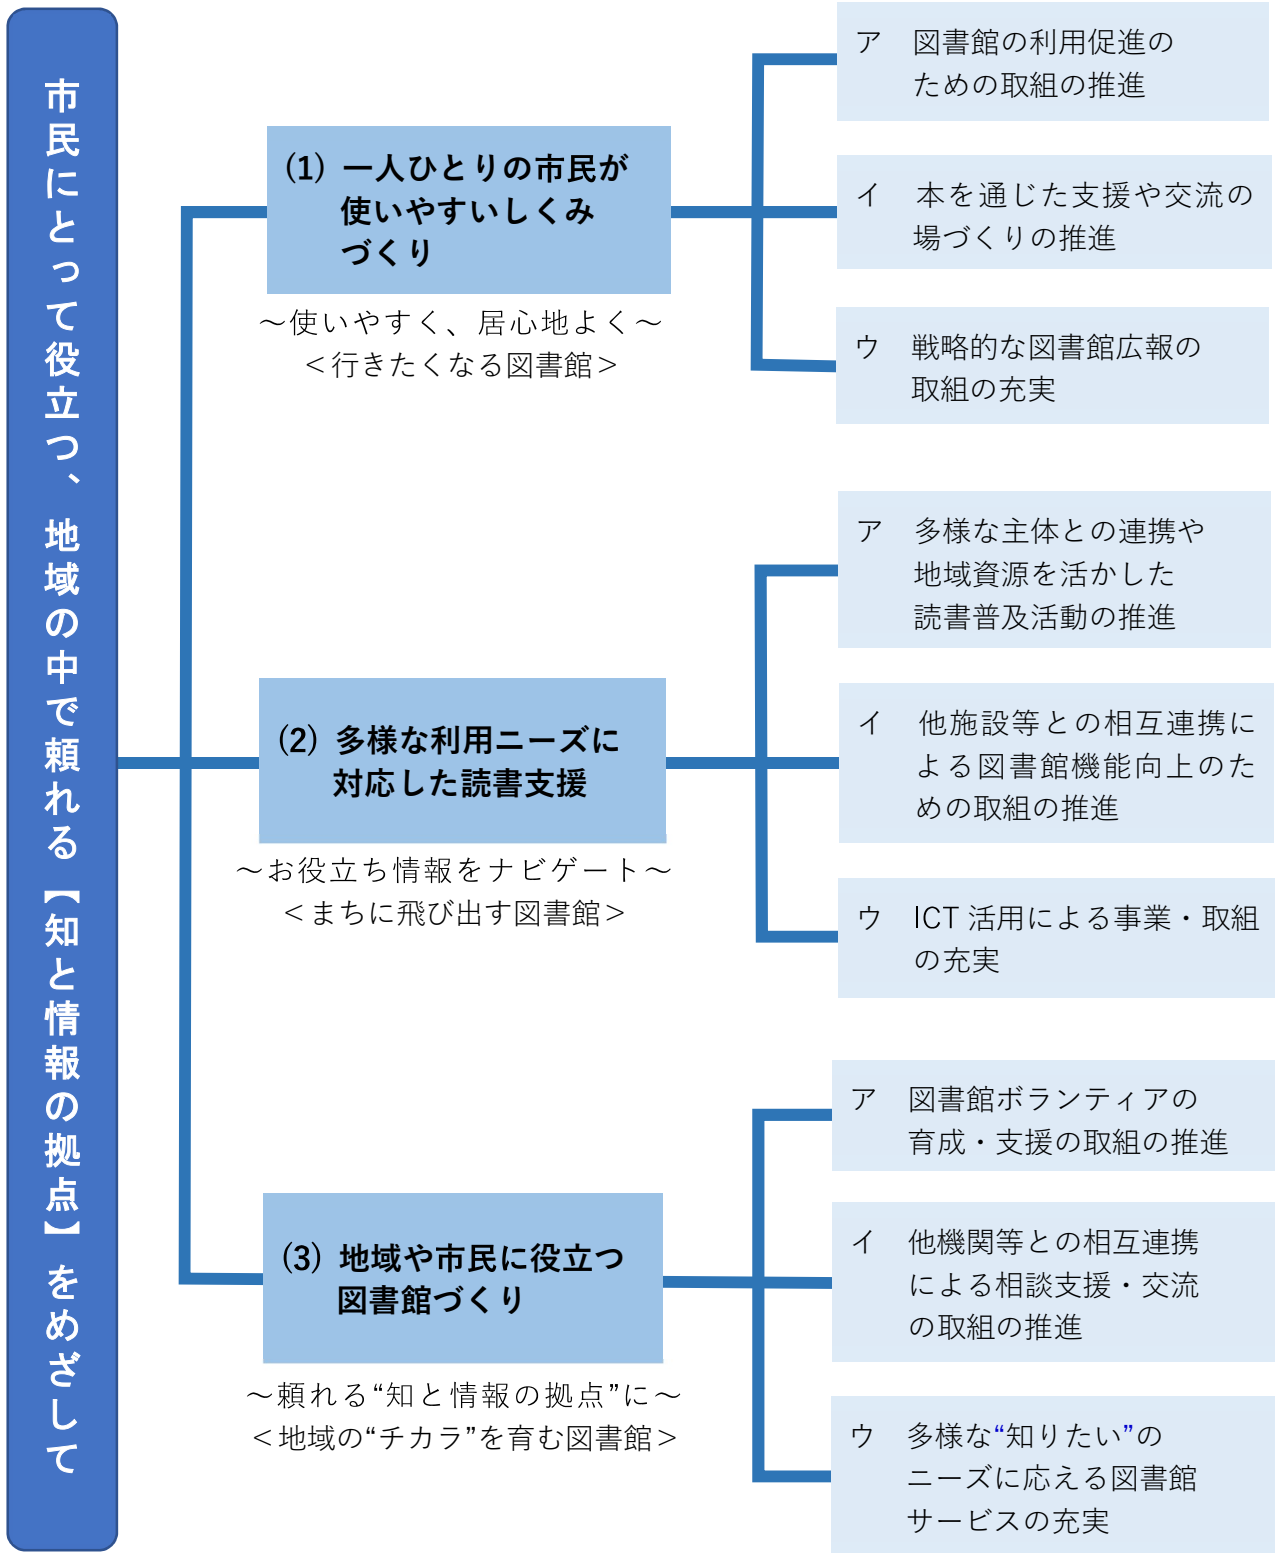 市民にとって役立つ、地域の中で頼れる【知と情報の拠点】をめざして
(1) 一人ひとりの市民が
使いやすいしくみ
づくり
～使いやすく、居心地よく～
＜行きたくなる図書館＞
ア　図書館の利用促進の
ための取組の推進
イ　本を通じた支援や交流の
場づくりの推進
ウ　戦略的な図書館広報の
取組の充実
(2) 多様な利用ニーズに
対応した読書支援
～お役立ち情報をナビゲート～
＜まちに飛び出す図書館＞
ア　多様な主体との連携や
地域資源を活かした
読書普及活動の推進
イ　他施設等との相互連携に
よる図書館機能向上のた
めの取組の推進
ウ　ICT 活用による事業・取組
の充実
(3) 地域や市民に役立つ
図書館づくり
～頼れる“知と情報の拠点”に～
＜地域の“チカラ”を育む図書館＞
ア　図書館ボランティアの
育成・支援の取組の推進
イ　他機関等との相互連携
による相談支援・交流
の取組の推進
ウ　多様な“知りたい”の
ニーズに応える図書館
サービスの充実